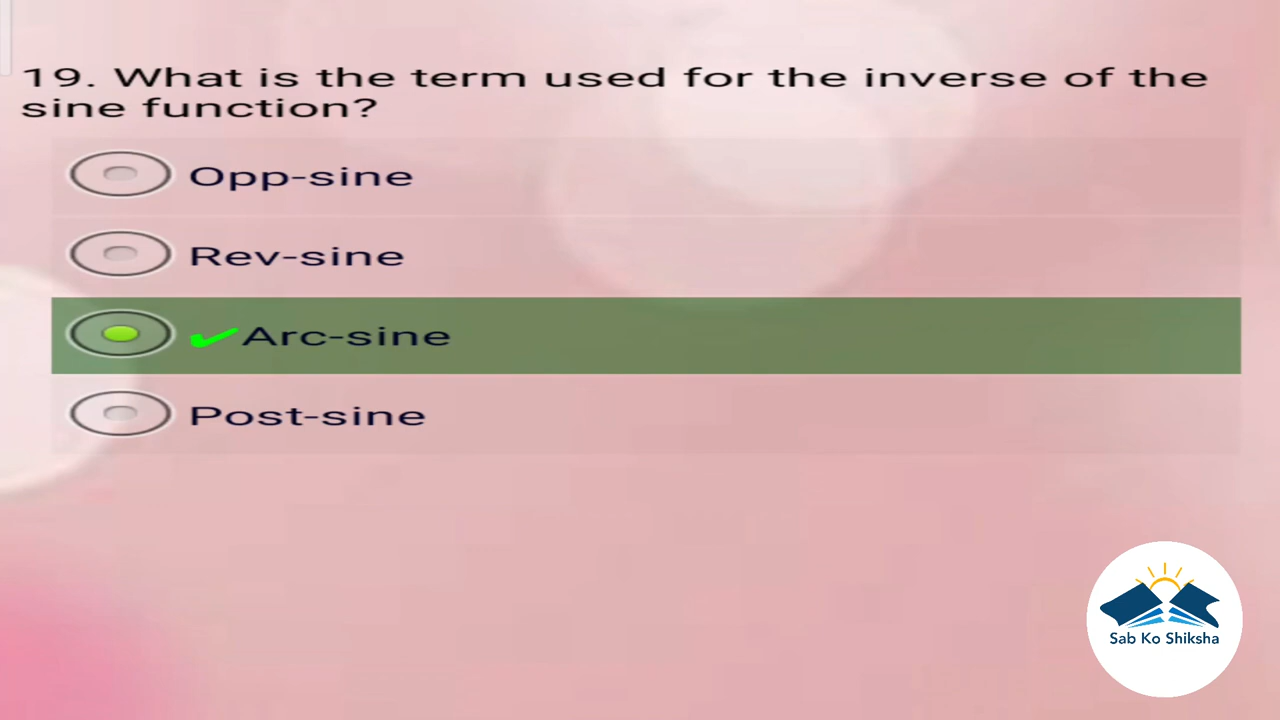 19. What is the term used for the inverse of the
sine function?
Opp-sine
Rev-sine
Arc-sine
Post-sine
Sab Ko Shiksha